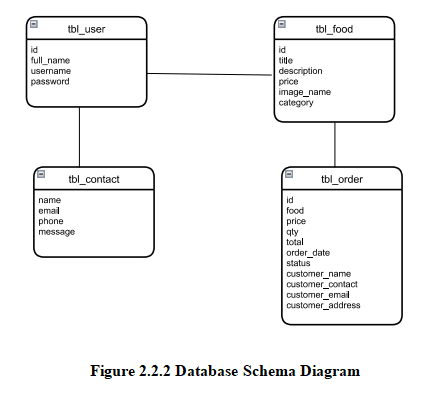 tbl_user
id
full_name
username
password
tbl_food
id
title
description
price
image_name
category
tbl_contact
name
email
phone
message
tbl_order
id
food
price
qty
total
order_date
status
customer_name
customer_contact
customer_email
customer_address
Figure 2.2.2 Database Schema Diagram